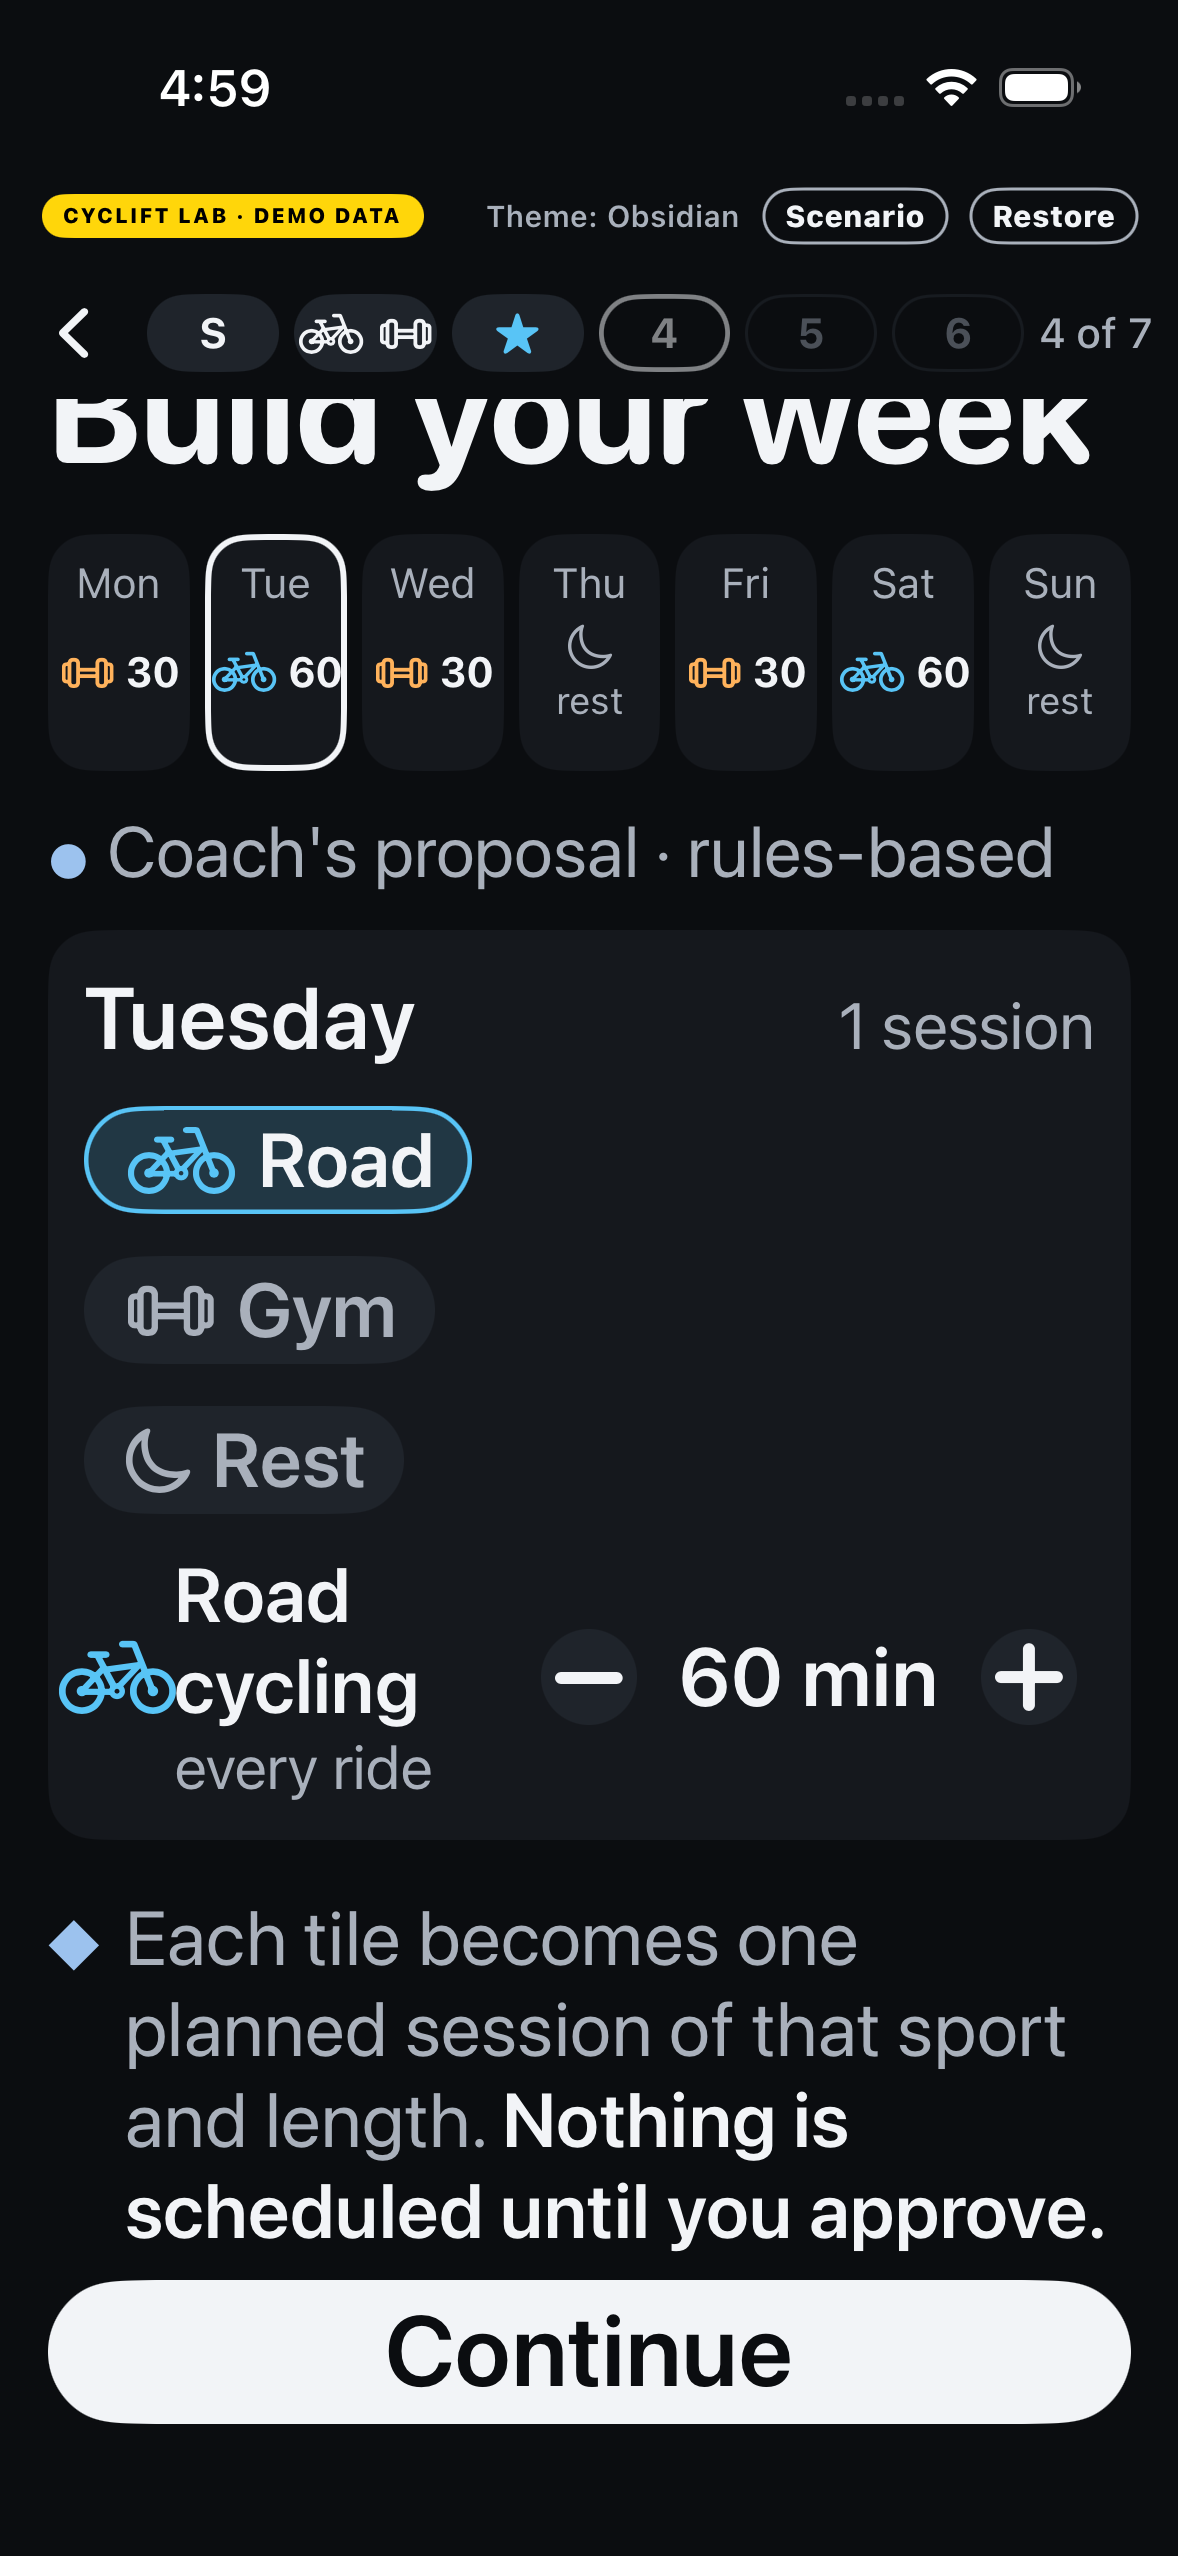 4:59
CYCLIFT LAB · DEMO DATA
Theme: Obsidian
Scenario
Restore
S
4
5
6
4 of 7
Build your week
Mon
Tue
Wed
Thu
Fri
Sat
Sun
30
60
30
rest
30
60
rest
Coach's proposal · rules-based
Tuesday
1 session
Road
Gym
Rest
Road
cycling
every ride
60 min
Each tile becomes one
planned session of that sport
and length. Nothing is
scheduled until you approve.
Continue